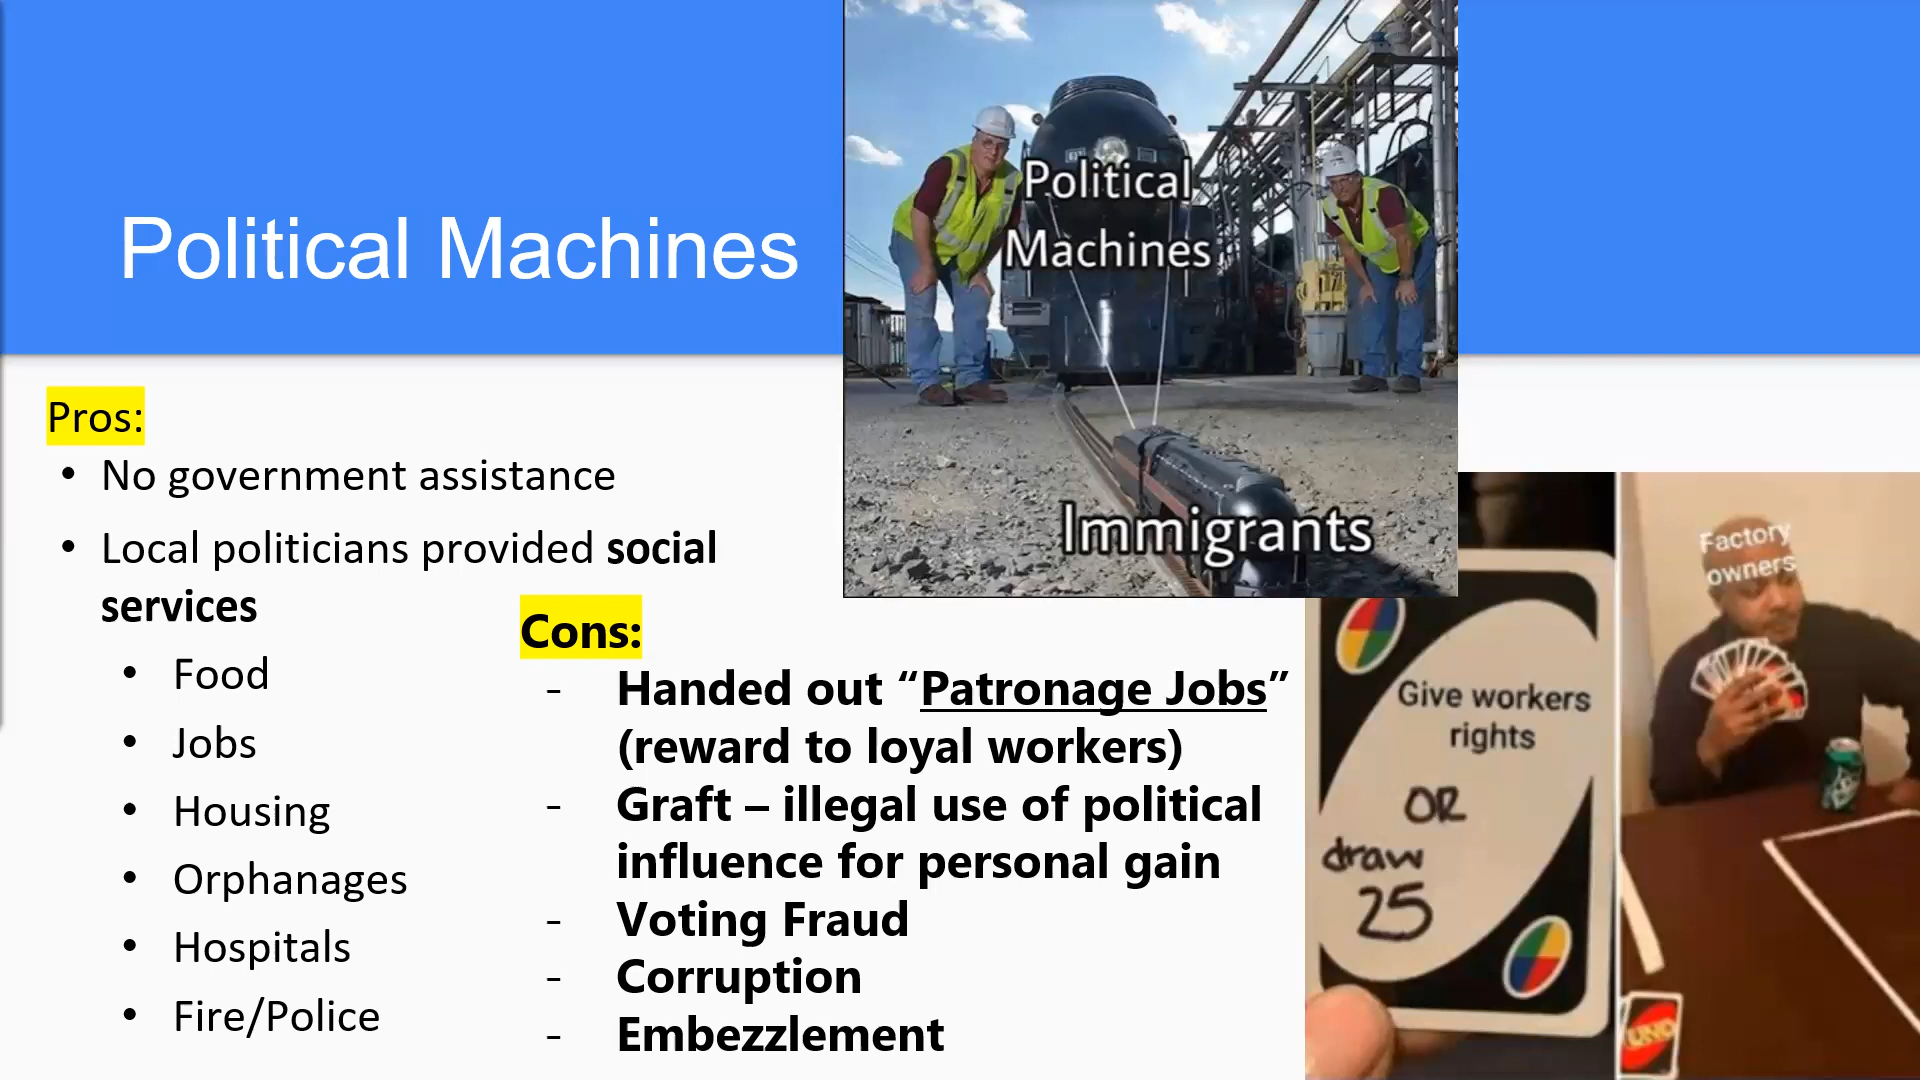 Political Machines
Political
Machines
Immigrants
Pros:
• No government assistance
• Local politicians provided social
services
• Food
• Jobs
• Housing
• Orphanages
• Hospitals
• Fire/Police
Cons:
- Handed out “Patronage Jobs”
(reward to loyal workers)
- Graft – illegal use of political
influence for personal gain
- Voting Fraud
- Corruption
- Embezzlement
Give workers
rights
OR
draw
25
Factory
owners
UNO